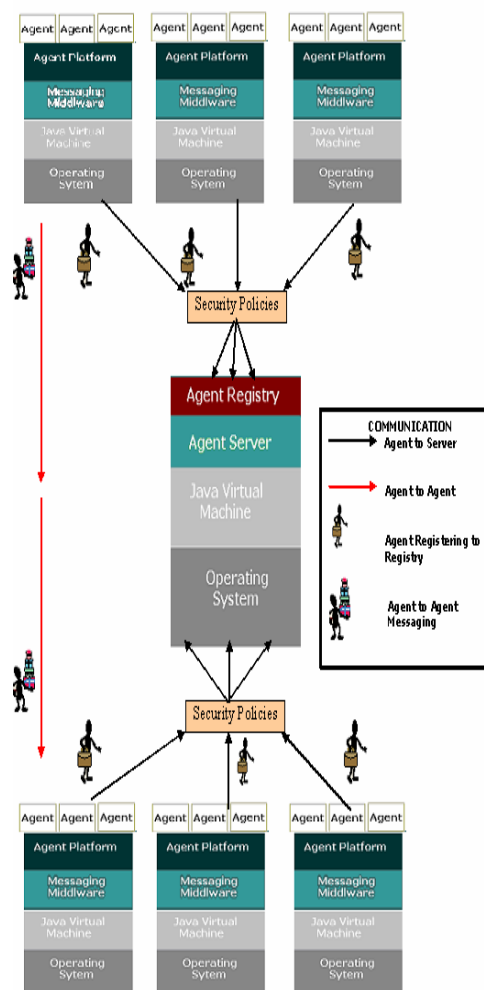 Agent Agent Agent
Agent Agent Agent
Agent Agent Agent
Agent Platform
Agent Platform
Agent Platform
Messaging
Middlware
Messaging
Middlware
Messaging
Middlware
Java Virtual
Machine
Java Virtual
Machine
Java Virtual
Machine
Operating
Sytem
Operating
Sytem
Operating
Sytem
Security Policies
Agent Registry
Agent Server
Java Virtual
Machine
Operating
System
COMMUNICATION
Agent to Server
Agent to Agent
Agent Registering to
Registry
Agent to Agent
Messaging
Security Policies
Agent Agent Agent
Agent Agent Agent
Agent Agent Agent
Agent Platform
Agent Platform
Agent Platform
Messaging
Middlware
Messaging
Middlware
Messaging
Middlware
Java Virtual
Machine
Java Virtual
Machine
Java Virtual
Machine
Operating
Sytem
Operating
Sytem
Operating
Sytem